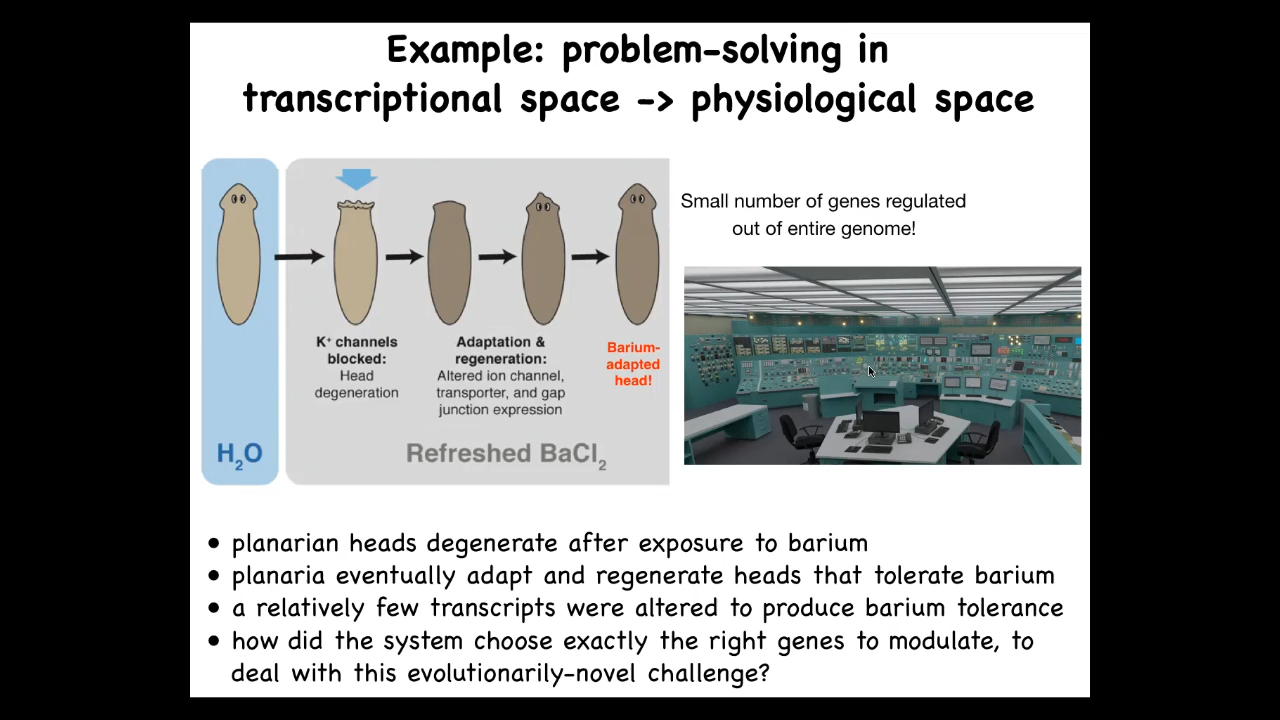 Example: problem-solving in
transcriptional space -> physiological space
Small number of genes regulated
out of entire genome!
K⁺ channels
blocked:
Head
degeneration
Adaptation &
regeneration:
Altered ion channel,
transporter, and gap
junction expression
Barium-
adapted
head!
H₂O
Refreshed BaCl₂
• planarian heads degenerate after exposure to barium
• planaria eventually adapt and regenerate heads that tolerate barium
• a relatively few transcripts were altered to produce barium tolerance
• how did the system choose exactly the right genes to modulate, to
deal with this evolutionarily-novel challenge?